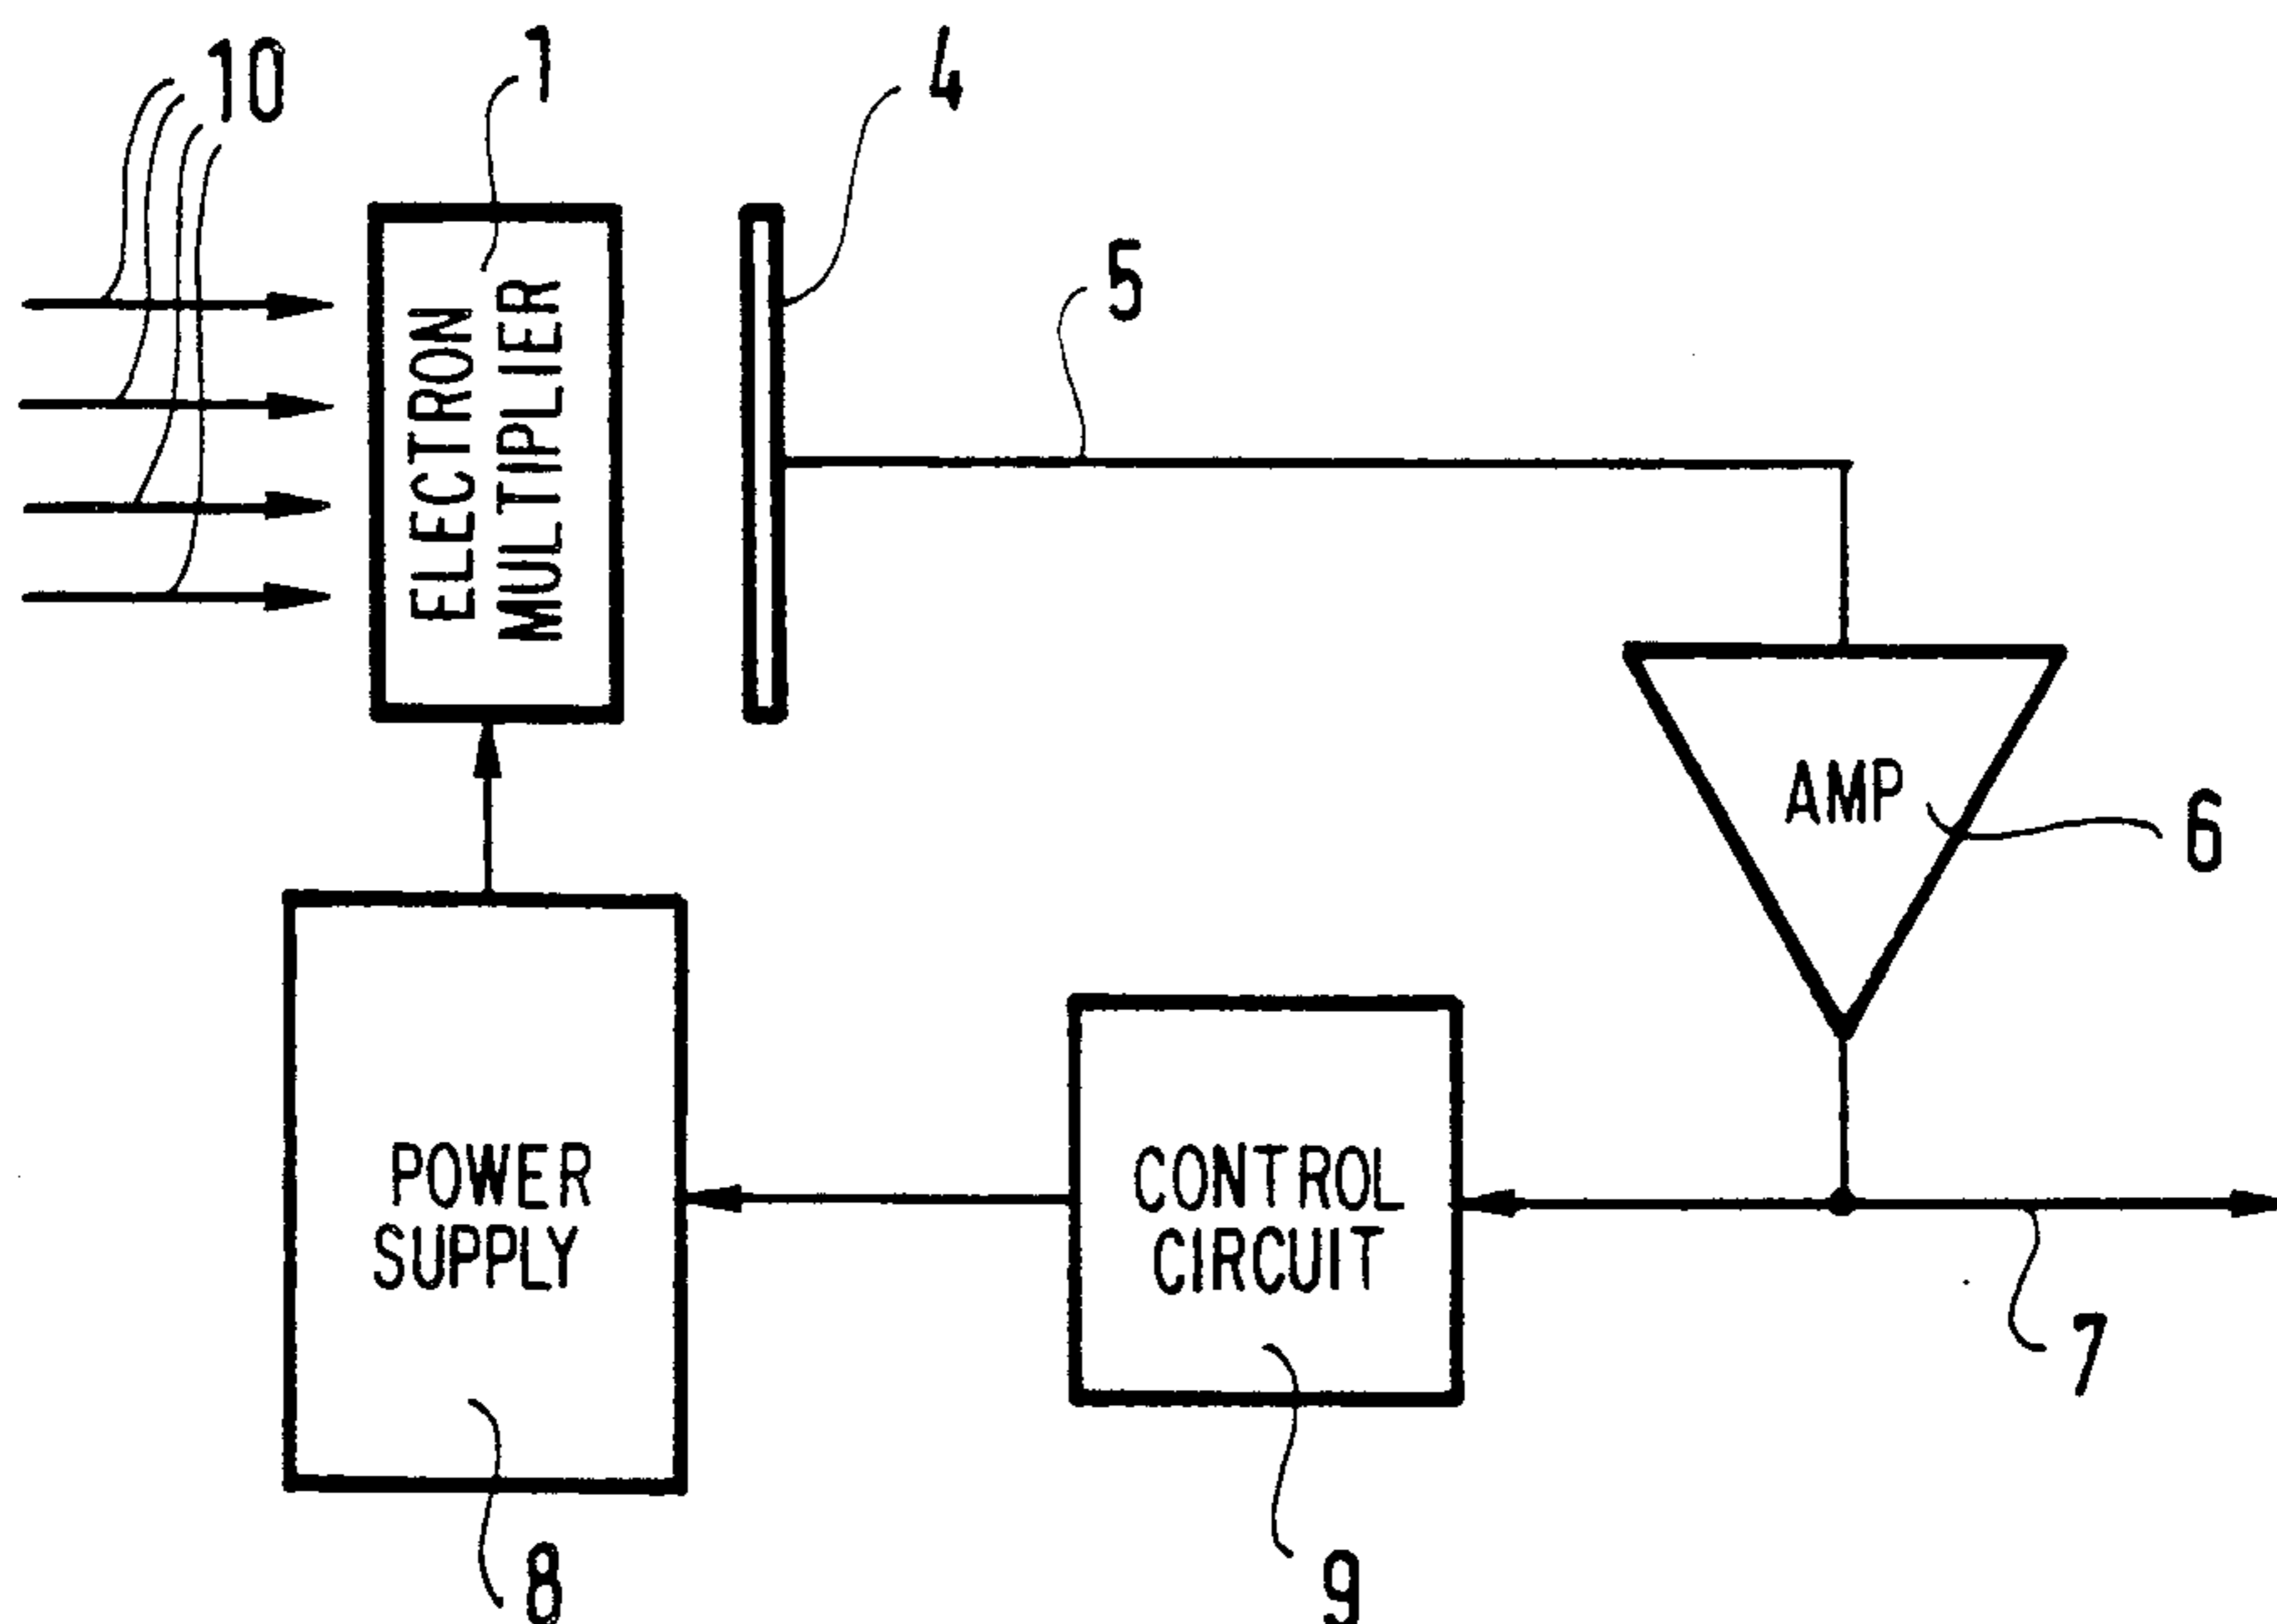 10
1
4
5
ELECTRON
MULTIPLIER
AMP
6
POWER
SUPPLY
CONTROL
CIRCUIT
7
8
9